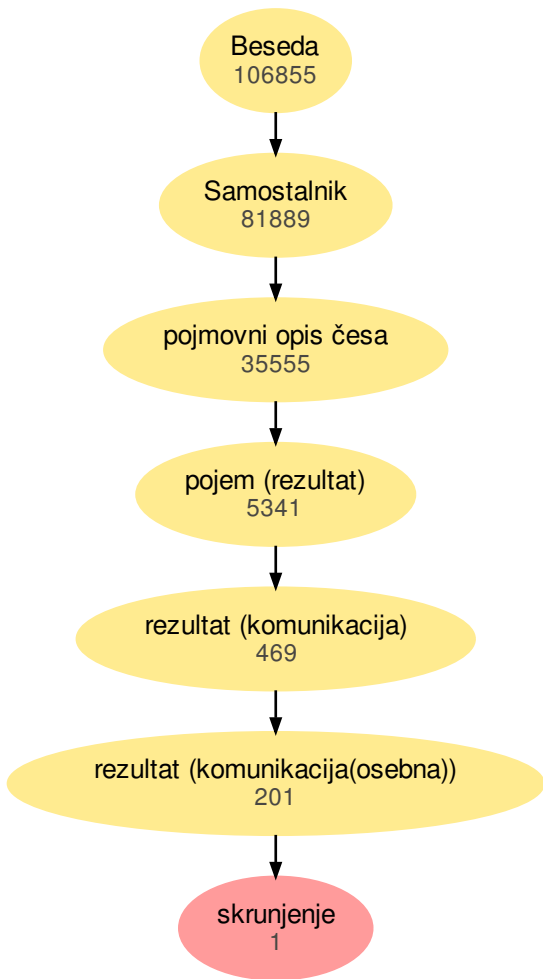 Beseda
106855
Samostalnik
81889
pojmovni opis česa
35555
pojem (rezultat)
5341
rezultat (komunikacija)
469
rezultat (komunikacija(osebna))
201
skrunjenje
1